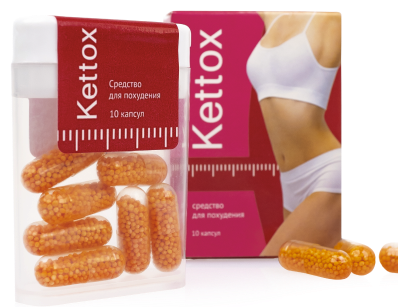 Kettox
Средство
для похудения
10 капсул
Kettox
средство
для похудения
10 капсул